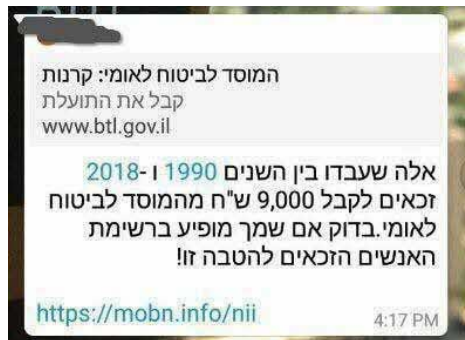 המוסד לביטוח לאומי: קרנות
קבל את התועלת
www.btl.gov.il
אלה שעבדו בין השנים 1990 ו -2018
זכאים לקבל 9,000 ש"ח מהמוסד לביטוח
לאומי.בדוק אם שמך מופיע ברשימת
האנשים הזכאים להטבה זו!
https://mobn.info/nii
4:17 PM